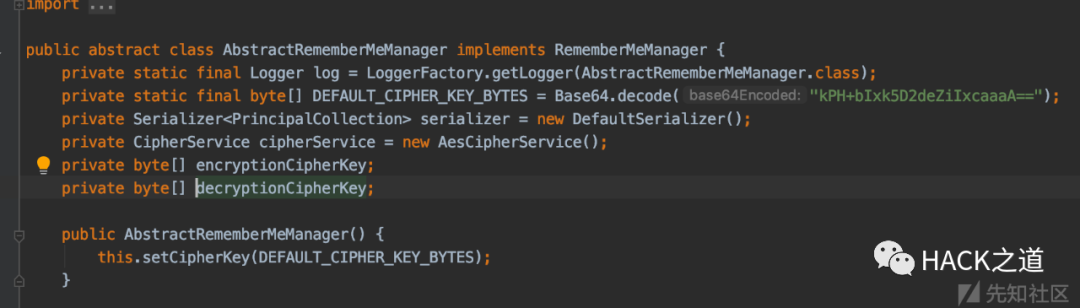 import ...
public abstract class AbstractRememberMeManager implements RememberMeManager {
private static final Logger log = LoggerFactory.getLogger(AbstractRememberMeManager.class);
private static final byte[] DEFAULT_CIPHER_KEY_BYTES = Base64.decode( base64Encoded: "kPH+bIxk5D2deZiIxcaaaA==");
private Serializer<PrincipalCollection> serializer = new DefaultSerializer();
private CipherService cipherService = new AesCipherService();
private byte[] encryptionCipherKey;
private byte[] decryptionCipherKey;
public AbstractRememberMeManager() {
this.setCipherKey(DEFAULT_CIPHER_KEY_BYTES);
}
HACK之道
先知社区